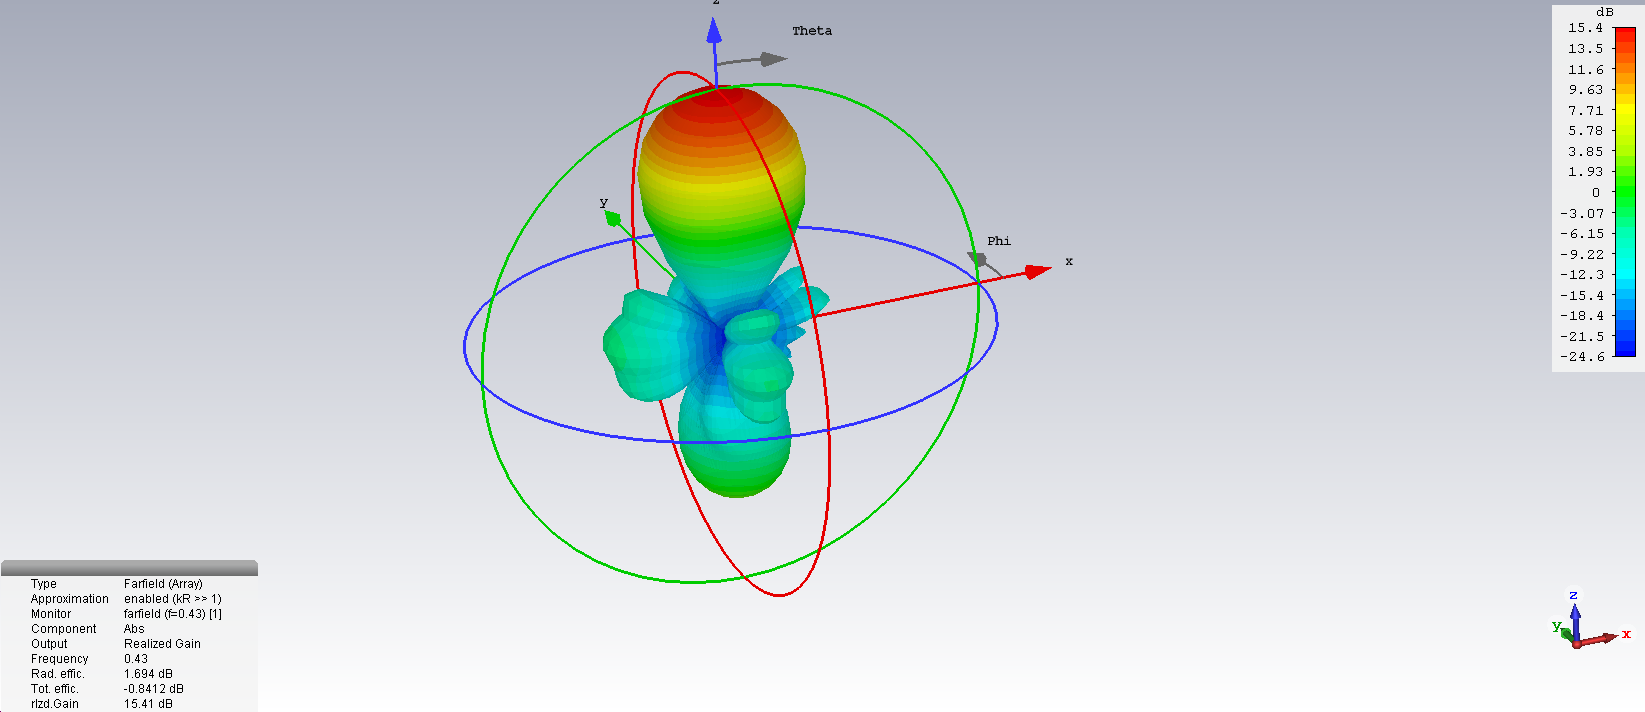 z
Theta
y
Phi
x
dB
15.4
13.5
11.6
9.63
7.71
5.78
3.85
1.93
0
-3.07
-6.15
-9.22
-12.3
-15.4
-18.4
-21.5
-24.6
Type Farfield (Array)
Approximation enabled (kR >> 1)
Monitor farfield (f=0.43) [1]
Component Abs
Output Realized Gain
Frequency 0.43
Rad. effic. 1.694 dB
Tot. effic. -0.8412 dB
rlzd.Gain 15.41 dB
z
y
x